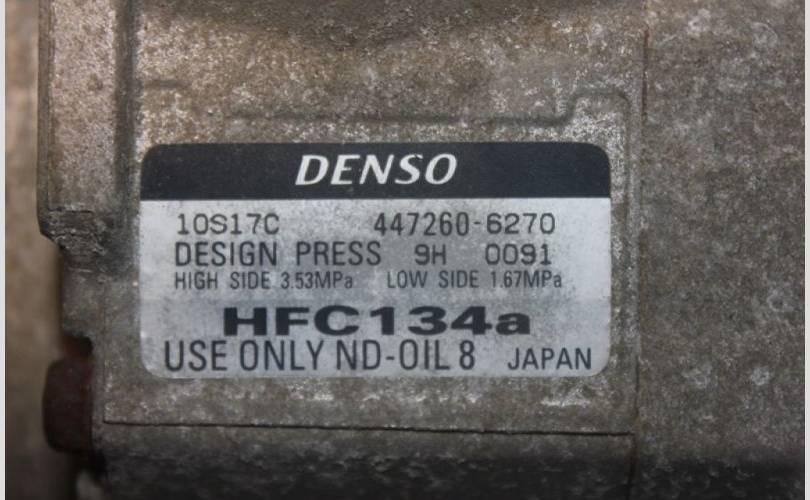 DENSO
10S17C 447260-6270
DESIGN PRESS 9H 0091
HIGH SIDE 3.53MPa LOW SIDE 1.67MPa
HFC134a
USE ONLY ND-OIL 8 JAPAN